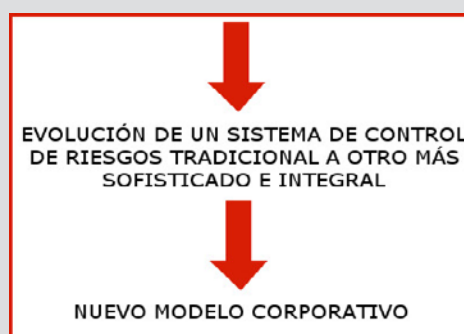 EVOLUCIÓN DE UN SISTEMA DE CONTROL
DE RIESGOS TRADICIONAL A OTRO MÁS
SOFISTICADO E INTEGRAL
NUEVO MODELO CORPORATIVO